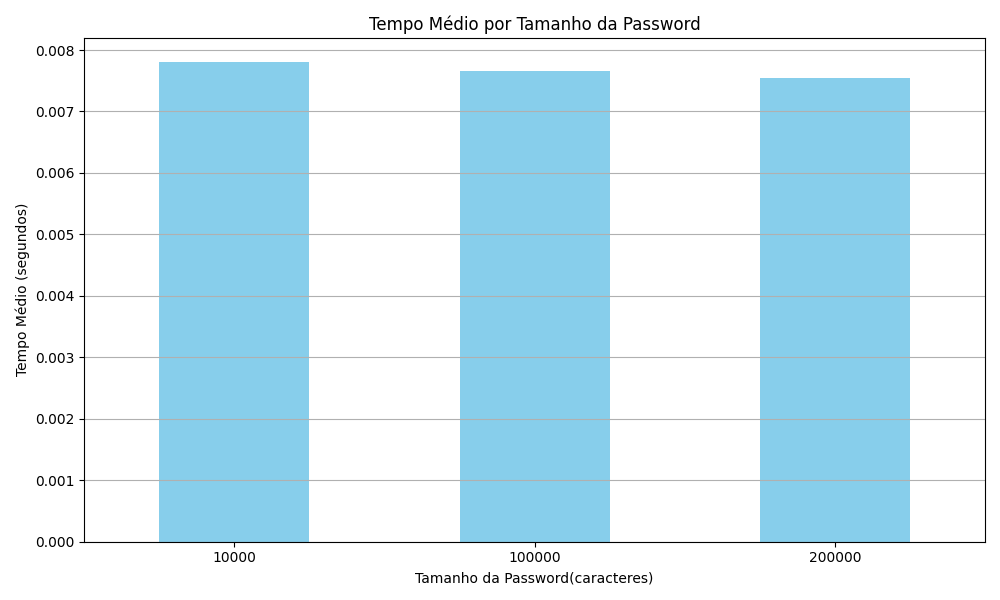 Tempo Médio por Tamanho da Password
0.008
0.007
0.006
0.005
0.004
0.003
0.002
0.001
0.000
Tempo Médio (segundos)
10000 100000 200000
Tamanho da Password(caracteres)